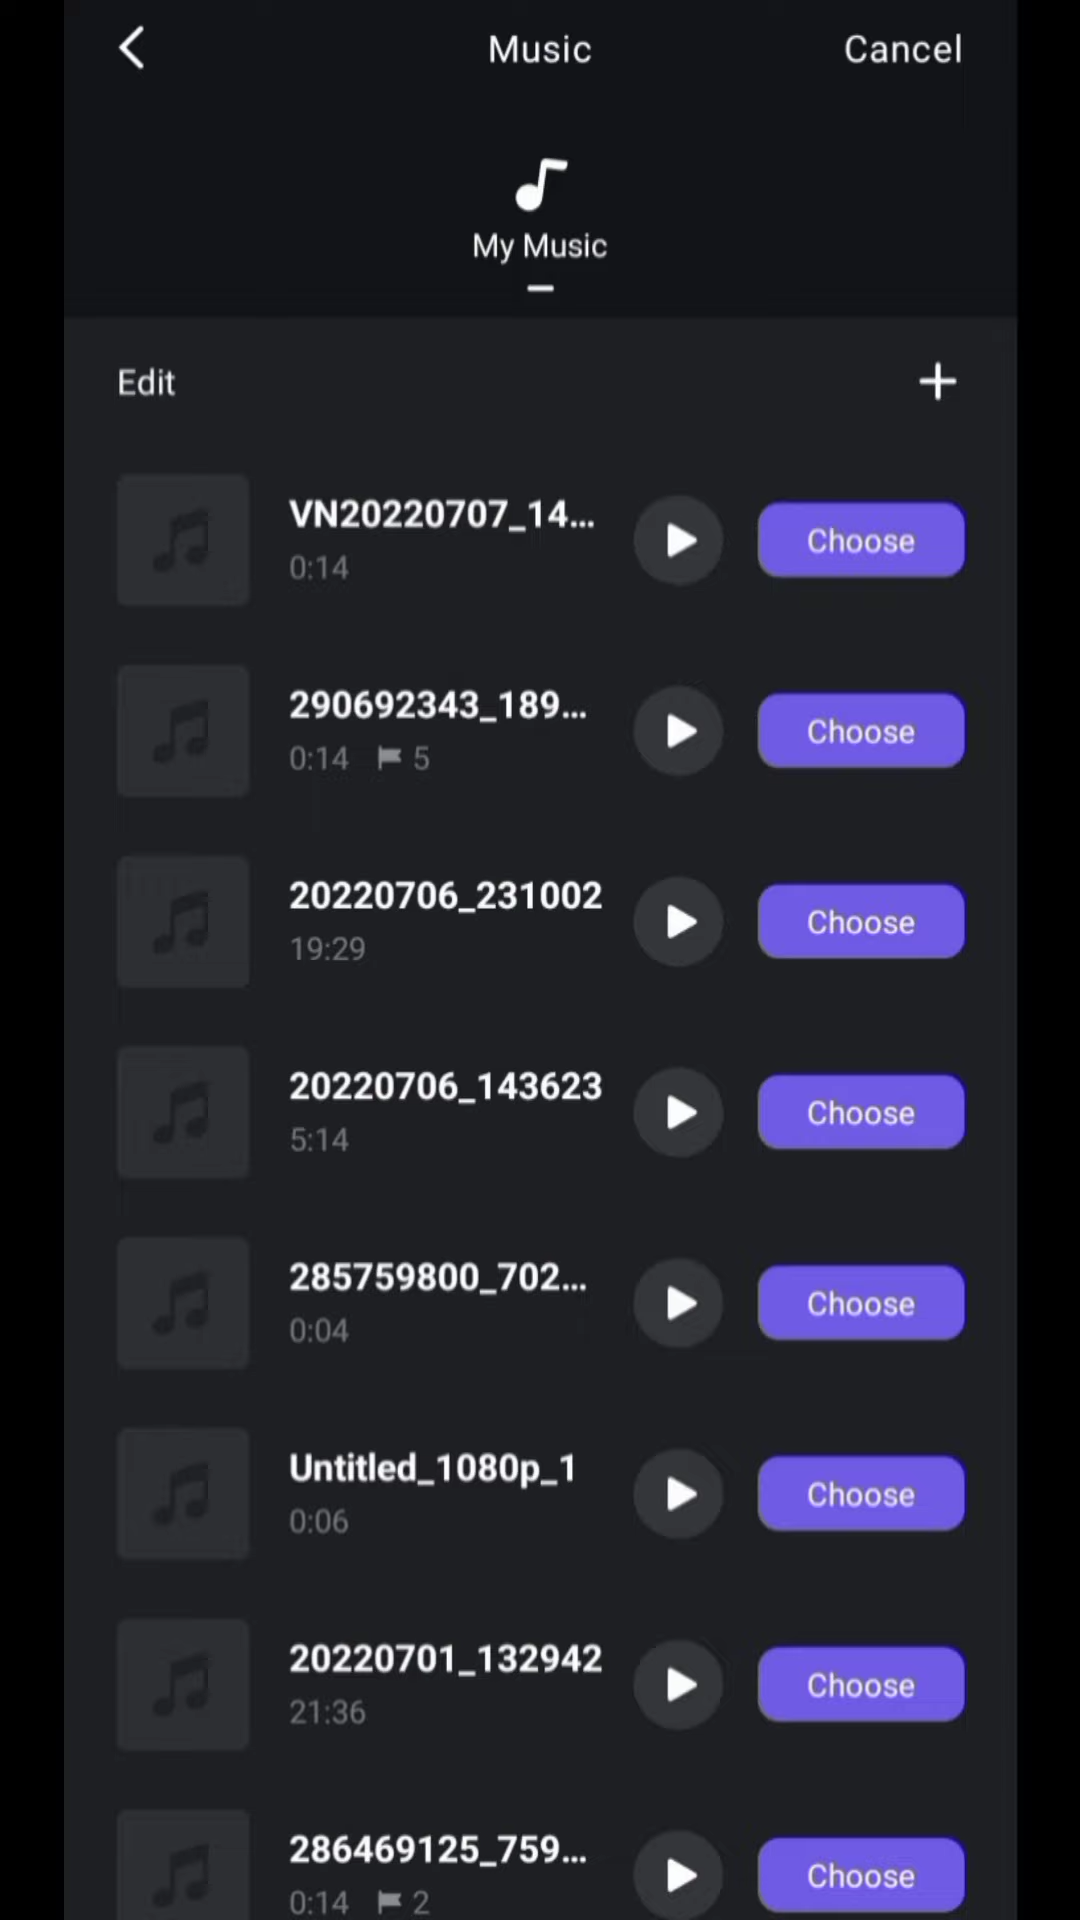 Music
Cancel
My Music
Edit
VN20220707_14...
0:14
Choose
290692343_189...
0:14 5
Choose
20220706_231002
19:29
Choose
20220706_143623
5:14
Choose
285759800_702...
0:04
Choose
Untitled_1080p_1
0:06
Choose
20220701_132942
21:36
Choose
286469125_759...
0:14 2
Choose